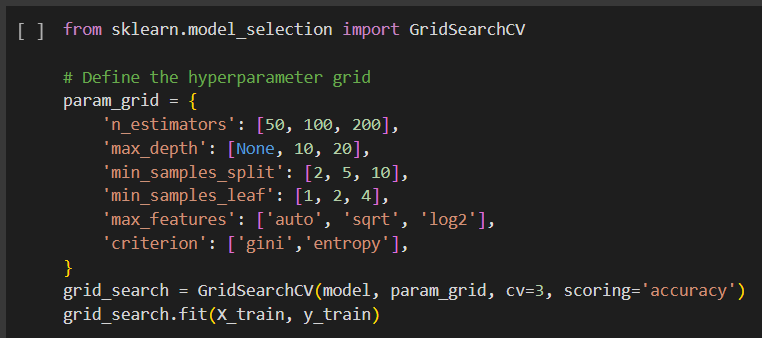 [ ] from sklearn.model_selection import GridSearchCV
# Define the hyperparameter grid
param_grid = {
    'n_estimators': [50, 100, 200],
    'max_depth': [None, 10, 20],
    'min_samples_split': [2, 5, 10],
    'min_samples_leaf': [1, 2, 4],
    'max_features': ['auto', 'sqrt', 'log2'],
    'criterion': ['gini','entropy'],
}
grid_search = GridSearchCV(model, param_grid, cv=3, scoring='accuracy')
grid_search.fit(X_train, y_train)